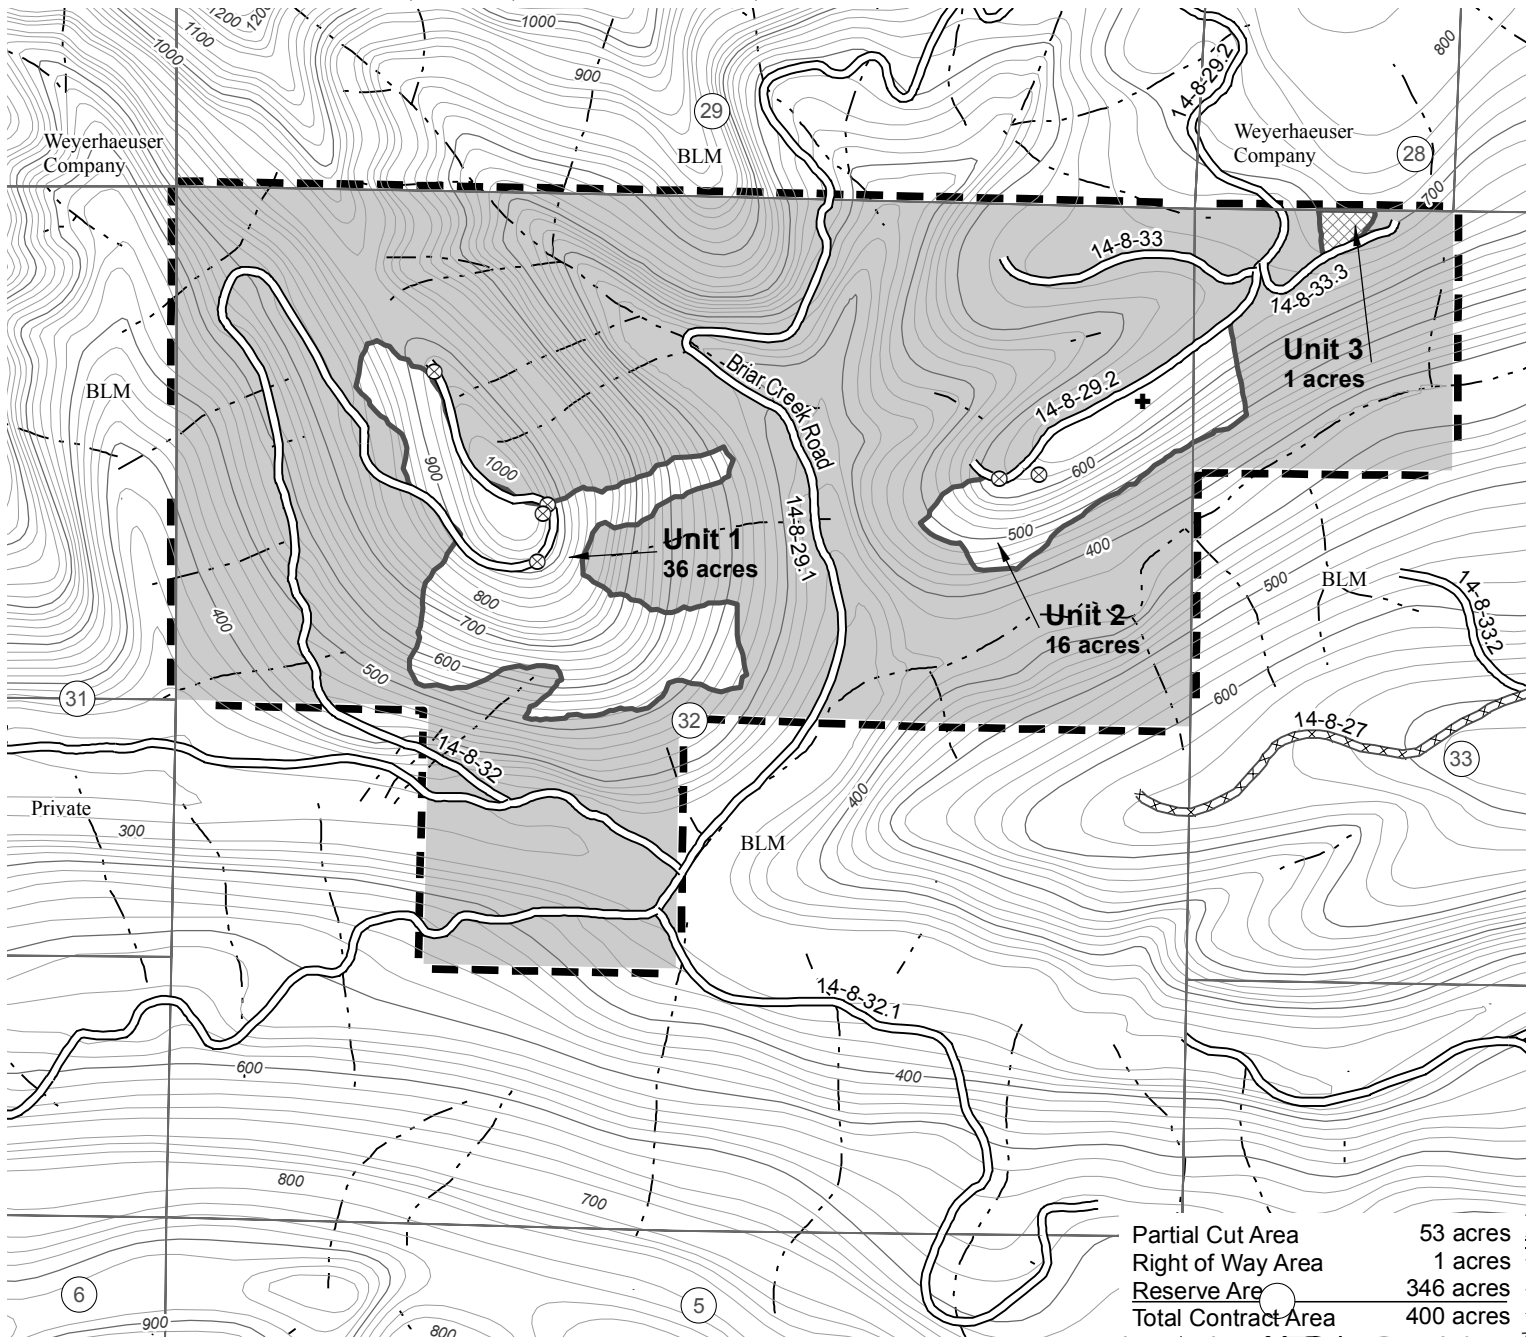 1200
1200
1100
1000
1000
900
29
BLM
14-8-29.2
800
Weyerhaeuser
Company
Weyerhaeuser
Company
28
700
14-8-33
14-8-33.3
Unit 3
1 acres
BLM
Briar Creek Road
14-8-29.2
900
1000
600
14-8-29.1
500
400
Unit 1
36 acres
500
BLM
14-8-33.2
800
700
600
400
500
Unit 2
16 acres
600
31
32
14-8-27
33
14-8-32
400
Private
300
BLM
14-8-32.1
600
400
800
700
6
5
900
800
Partial Cut Area 53 acres
Right of Way Area 1 acres
Reserve Area 346 acres
Total Contract Area 400 acres